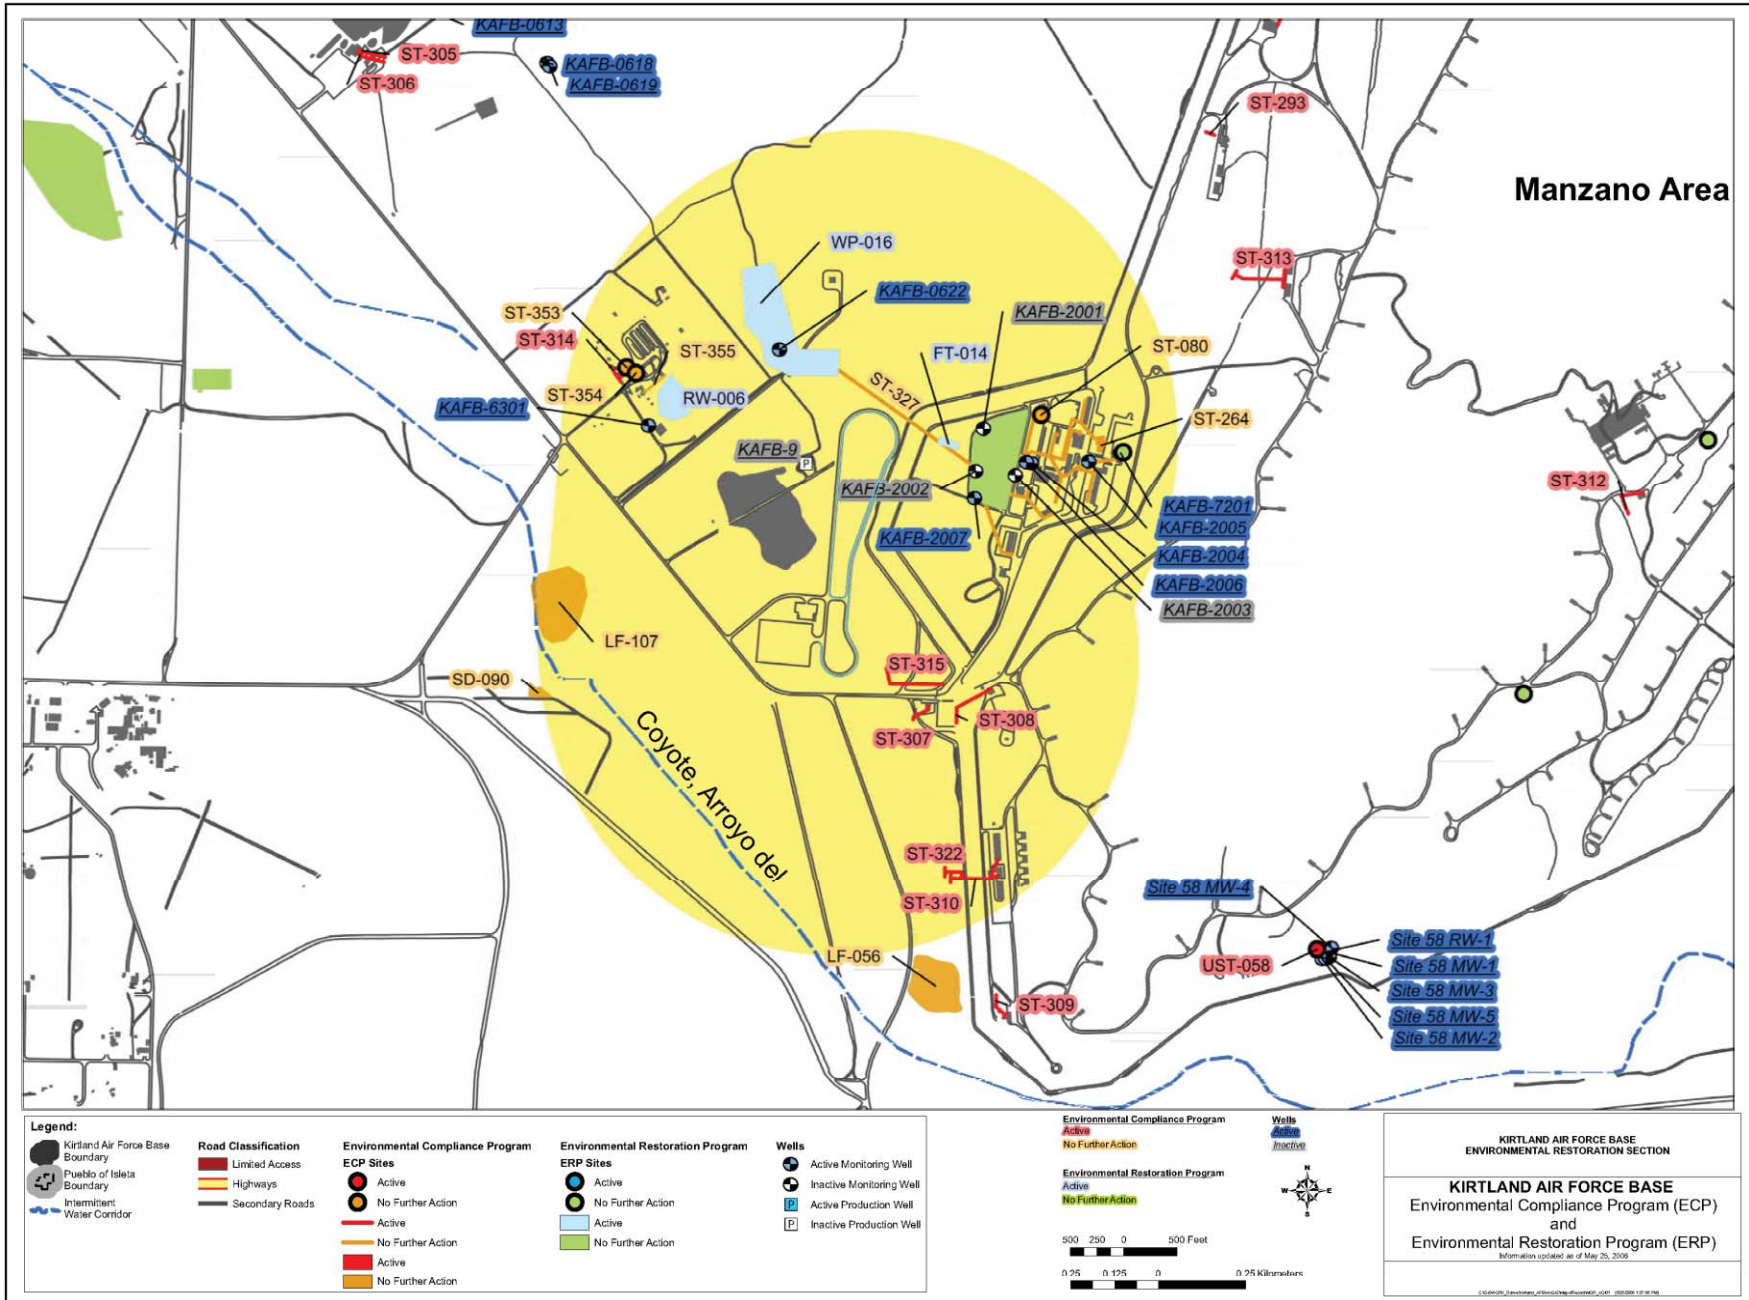 KAFB-0613
ST-305
KAFB-0618
ST-306
KAFB-0619
ST-293
Manzano Area
WP-016
ST-313
KAFB-0622
ST-353
KAFB-2001
ST-314
ST-355
FT-014
ST-080
ST-354
RW-006
ST-327
KAFB-6301
ST-264
KAFB-9
KAFB-2002
ST-312
KAFB-7201
KAFB-2005
KAFB-2007
KAFB-2004
KAFB-2006
KAFB-2003
LF-107
ST-315
SD-090
ST-308
ST-307
Coyote, Arroyo del
ST-322
Site 58 MW-4
ST-310
Site 58 RW-1
LF-056
UST-058
Site 58 MW-1
Site 58 MW-3
ST-309
Site 58 MW-5
Site 58 MW-2
Legend:
Kirtland Air Force Base
Boundary
Pueblo of Isleta
Boundary
Intermittent
Water Corridor
Road Classification
Limited Access
Highways
Secondary Roads
Environmental Compliance Program
ECP Sites
Active
No Further Action
Active
No Further Action
Active
No Further Action
Environmental Restoration Program
ERP Sites
Active
No Further Action
Active
No Further Action
Wells
Active Monitoring Well
Inactive Monitoring Well
P Active Production Well
P Inactive Production Well
Environmental Compliance Program
Active
No Further Action
Environmental Restoration Program
Active
No Further Action
Wells
Active
Inactive
N
W E
S
500 250 0 500 Feet
0.25 0.125 0 0.25 Kilometers
KIRTLAND AIR FORCE BASE
ENVIRONMENTAL RESTORATION SECTION
KIRTLAND AIR FORCE BASE
Environmental Compliance Program (ECP)
and
Environmental Restoration Program (ERP)
Information updated as of May 25, 2006